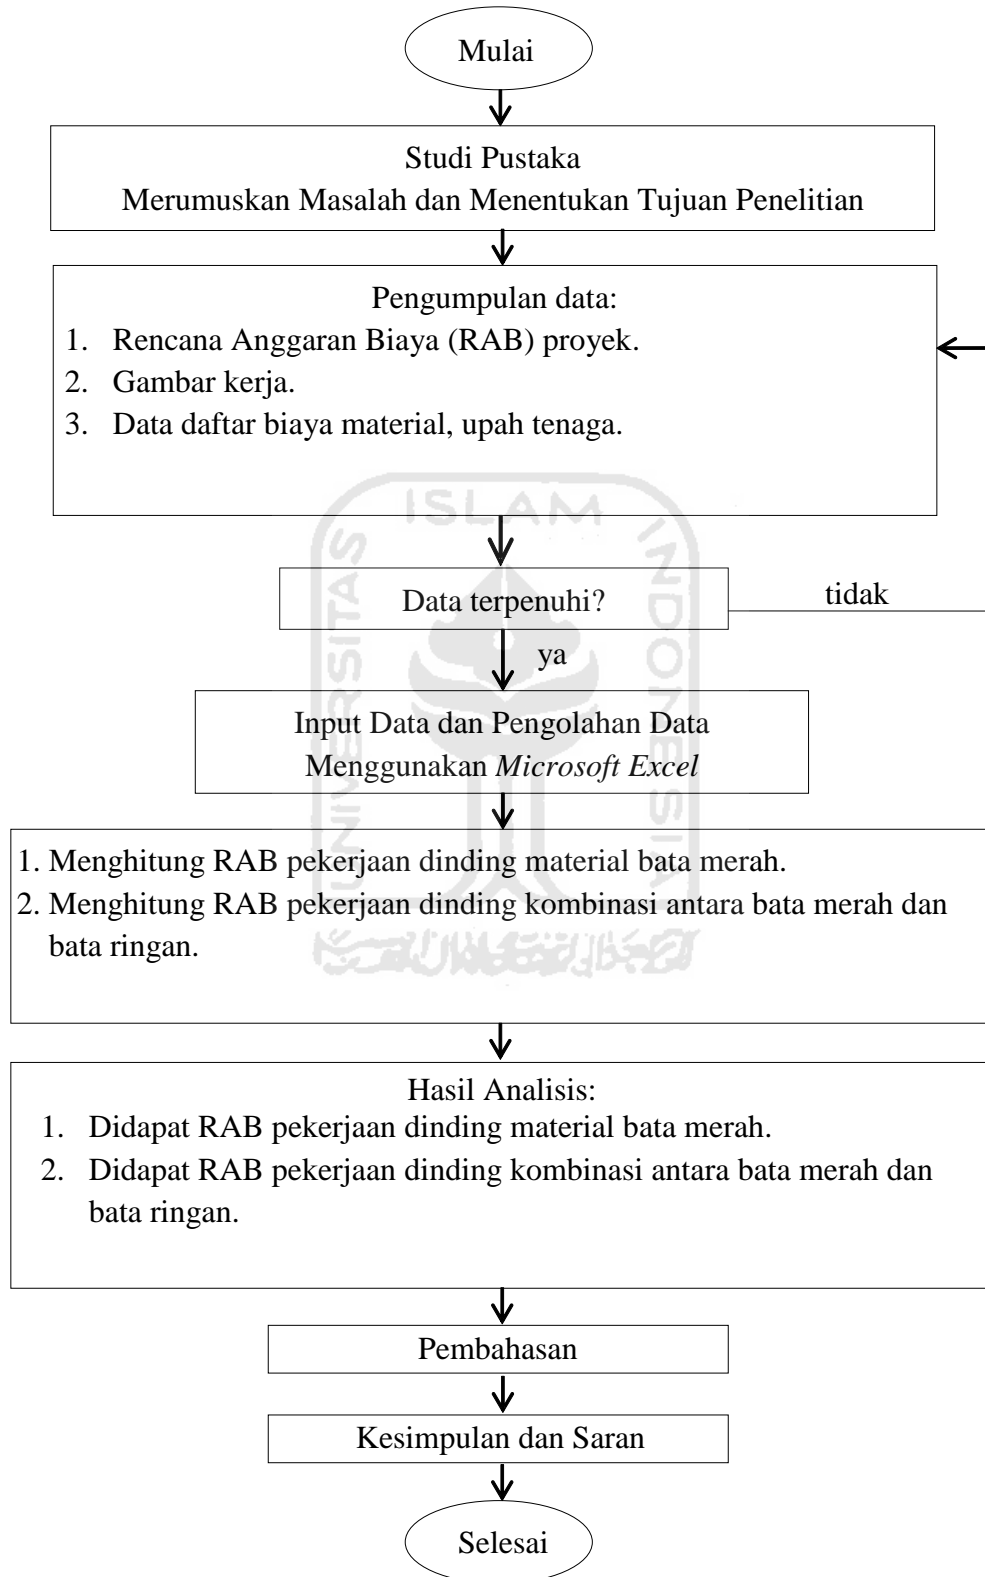 Mulai
Studi Pustaka
Merumuskan Masalah dan Menentukan Tujuan Penelitian
Pengumpulan data:
1. Rencana Anggaran Biaya (RAB) proyek.
2. Gambar kerja.
3. Data daftar biaya material, upah tenaga.
ISLAM
UNIVERSITAS
INDONESIA
Data terpenuhi?
tidak
ya
Input Data dan Pengolahan Data
Menggunakan Microsoft Excel
1. Menghitung RAB pekerjaan dinding material bata merah.
2. Menghitung RAB pekerjaan dinding kombinasi antara bata merah dan
bata ringan.
Hasil Analisis:
1. Didapat RAB pekerjaan dinding material bata merah.
2. Didapat RAB pekerjaan dinding kombinasi antara bata merah dan
bata ringan.
Pembahasan
Kesimpulan dan Saran
Selesai